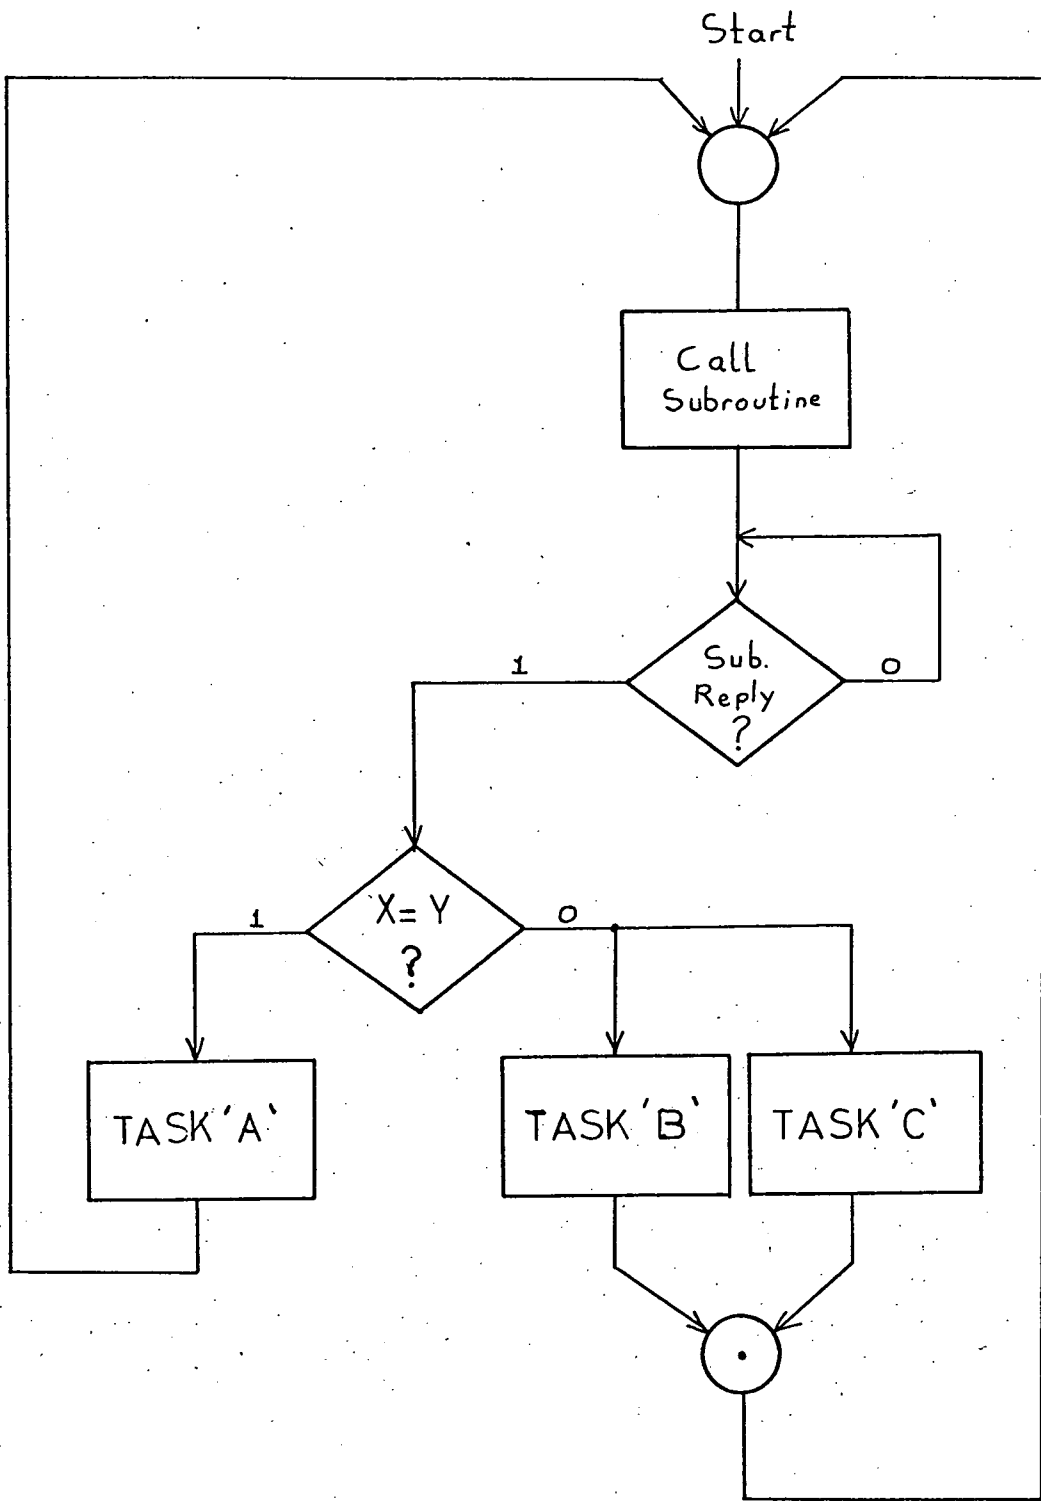 Start
Call
Subroutine
Sub.
Reply
?
1
0
X=Y
?
1
0
TASK 'A'
TASK 'B'
TASK 'C'